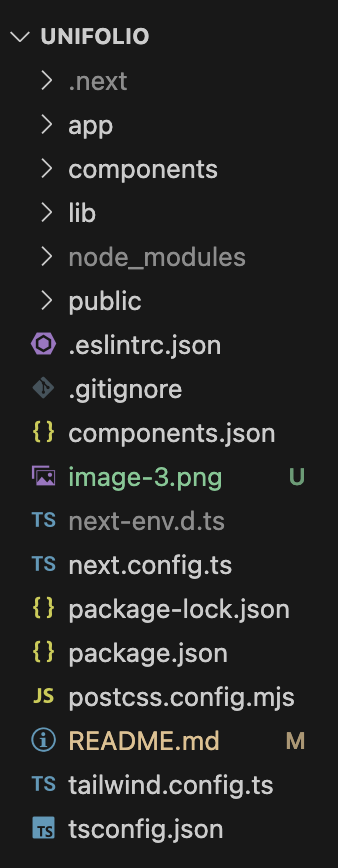 UNIFOLIO
.next
app
components
lib
node_modules
public
.eslintrc.json
.gitignore
{} components.json
image-3.png U
TS next-env.d.ts
TS next.config.ts
{} package-lock.json
{} package.json
JS postcss.config.mjs
README.md M
TS tailwind.config.ts
TS tsconfig.json